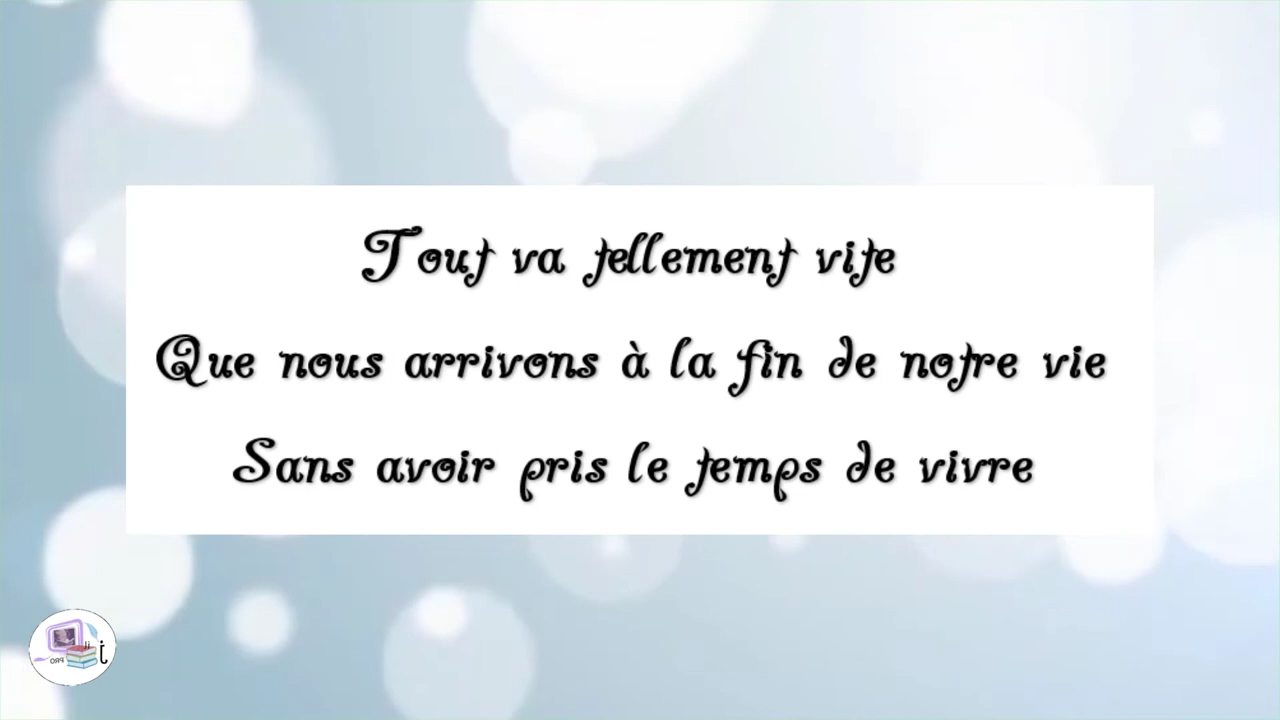 Tout va tellement vite
Que nous arrivons à la fin de notre vie
Sans avoir pris le temps de vivre